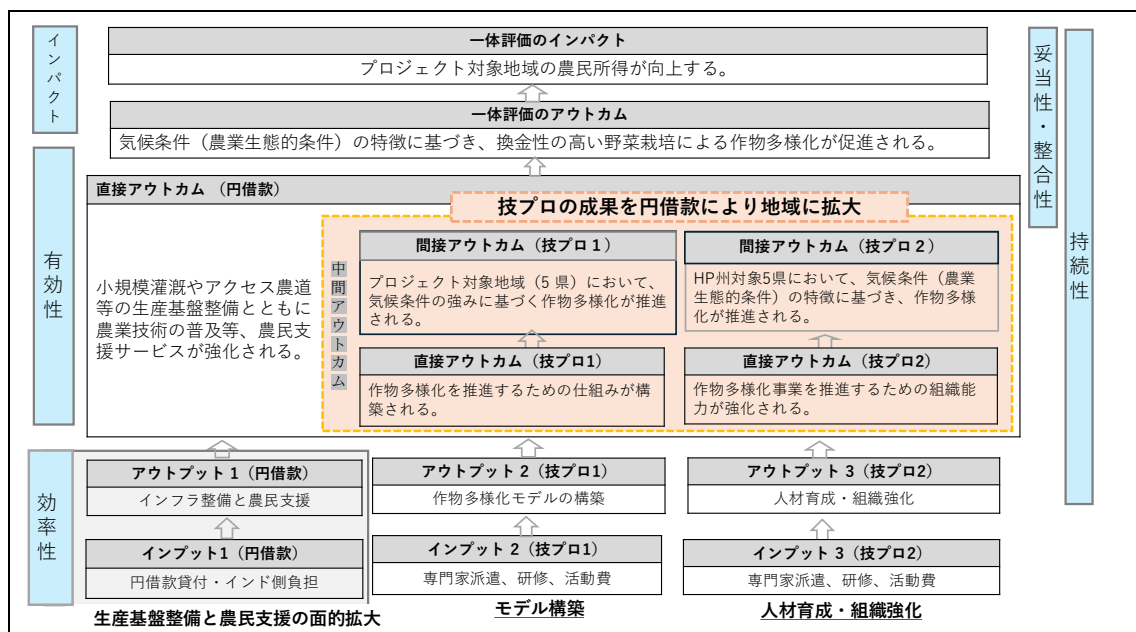 インパクト
一体評価のインパクト
プロジェクト対象地域の農民所得が向上する。
一体評価のアウトカム
気候条件（農業生態的条件）の特徴に基づき、換金性の高い野菜栽培による作物多様化が促進される。
妥当性・整合性
持続性
有効性
直接アウトカム （円借款）
技プロの成果を円借款により地域に拡大
小規模灌漑やアクセス農道
等の生産基盤整備とともに
農業技術の普及等、農民支
援サービスが強化される。
中間アウトカム
間接アウトカム（技プロ１）
プロジェクト対象地域（5 県）において、
気候条件の強みに基づく作物多様化が推進
される。
間接アウトカム（技プロ２）
HP州対象5県において、気候条件（農業
生態的条件）の特徴に基づき、作物多様
化が推進される。
直接アウトカム（技プロ1）
作物多様化を推進するための仕組みが構
築される。
直接アウトカム（技プロ2）
作物多様化事業を推進するための組織能
力が強化される。
効率性
アウトプット 1（円借款）
インフラ整備と農民支援
アウトプット 2（技プロ1）
作物多様化モデルの構築
アウトプット 3（技プロ2）
人材育成・組織強化
インプット1（円借款）
円借款貸付・インド側負担
インプット 2（技プロ1）
専門家派遣、研修、活動費
インプット 3（技プロ2）
専門家派遣、研修、活動費
生産基盤整備と農民支援の面的拡大
モデル構築
人材育成・組織強化